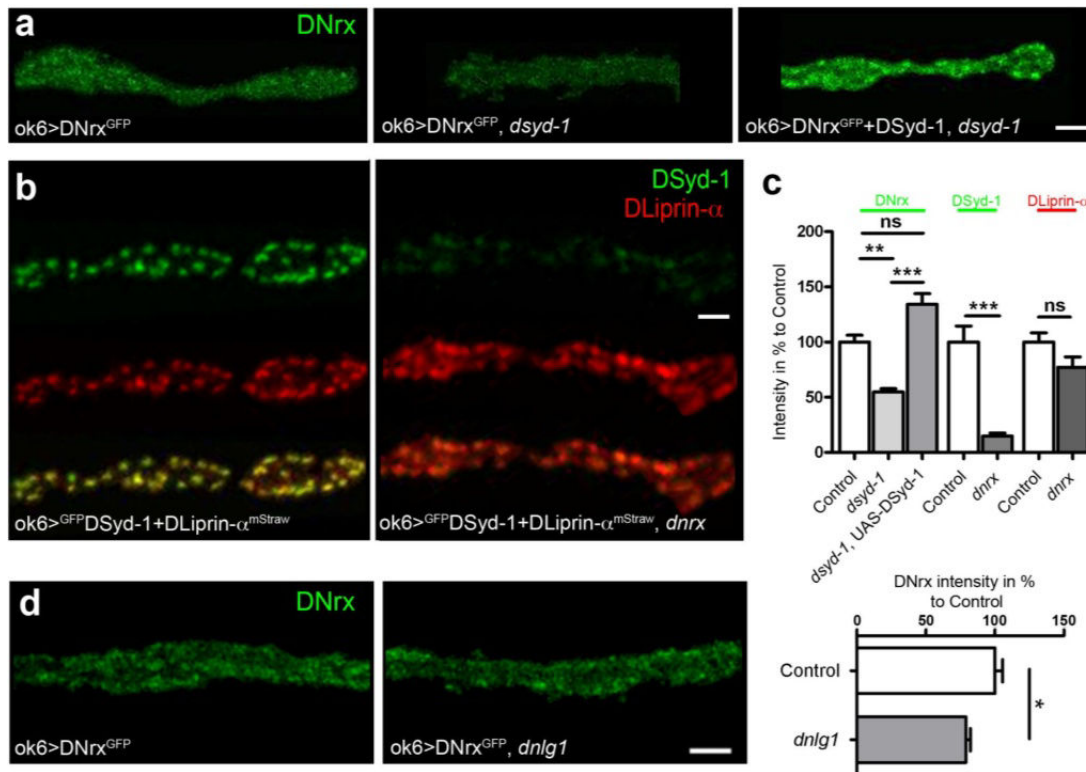 a
DNrx
ok6>DNrxGFP
ok6>DNrxGFP, dsyd-1
ok6>DNrxGFP+DSyd-1, dsyd-1
b
DSyd-1
DLiprin-α
ok6>GFPDSyd-1+DLiprin-αmStraw
ok6>GFPDSyd-1+DLiprin-αmStraw, dnrx
c
DNrx DSyd-1 DLiprin-α
ns
** *** *** ns
Intensity in % to Control
200
150
100
50
0
Control
dsyd-1
dsyd-1, UAS-DSyd-1
Control
dnrx
Control
dnrx
d
DNrx
ok6>DNrxGFP
ok6>DNrxGFP, dnlg1
DNrx intensity in %
to Control
0 50 100 150
Control
dnlg1
*